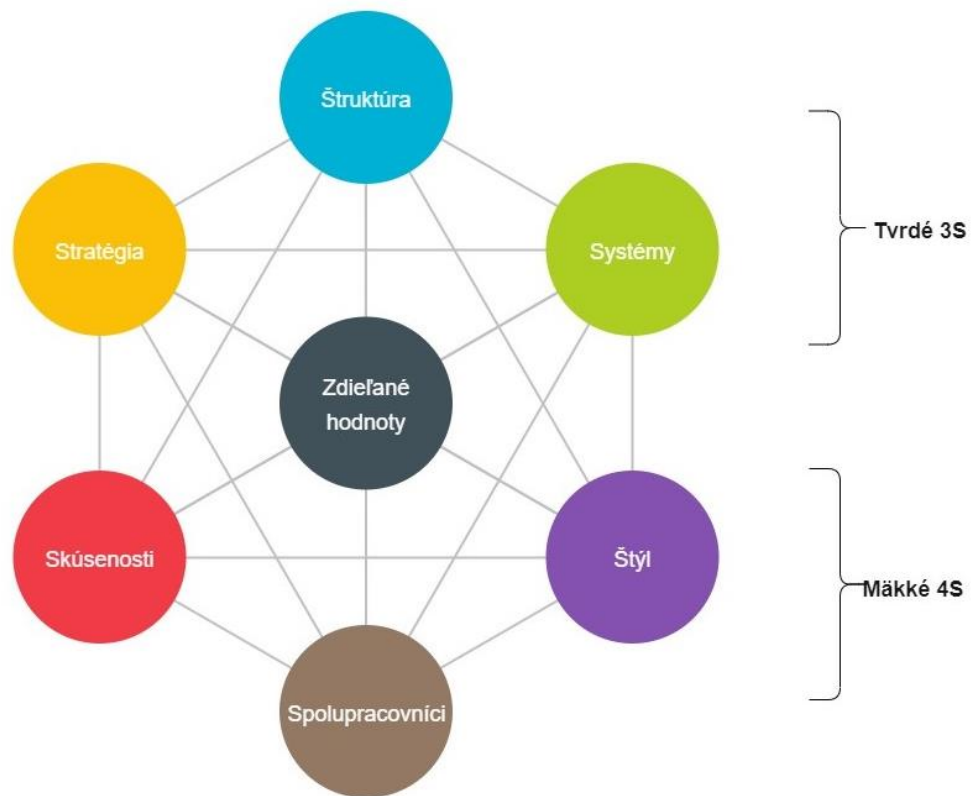 Štruktúra
Stratégia
Systémy
Tvrdé 3S
Zdieľané
hodnoty
Skúsenosti
Štýl
Mäkké 4S
Spolupracovníci